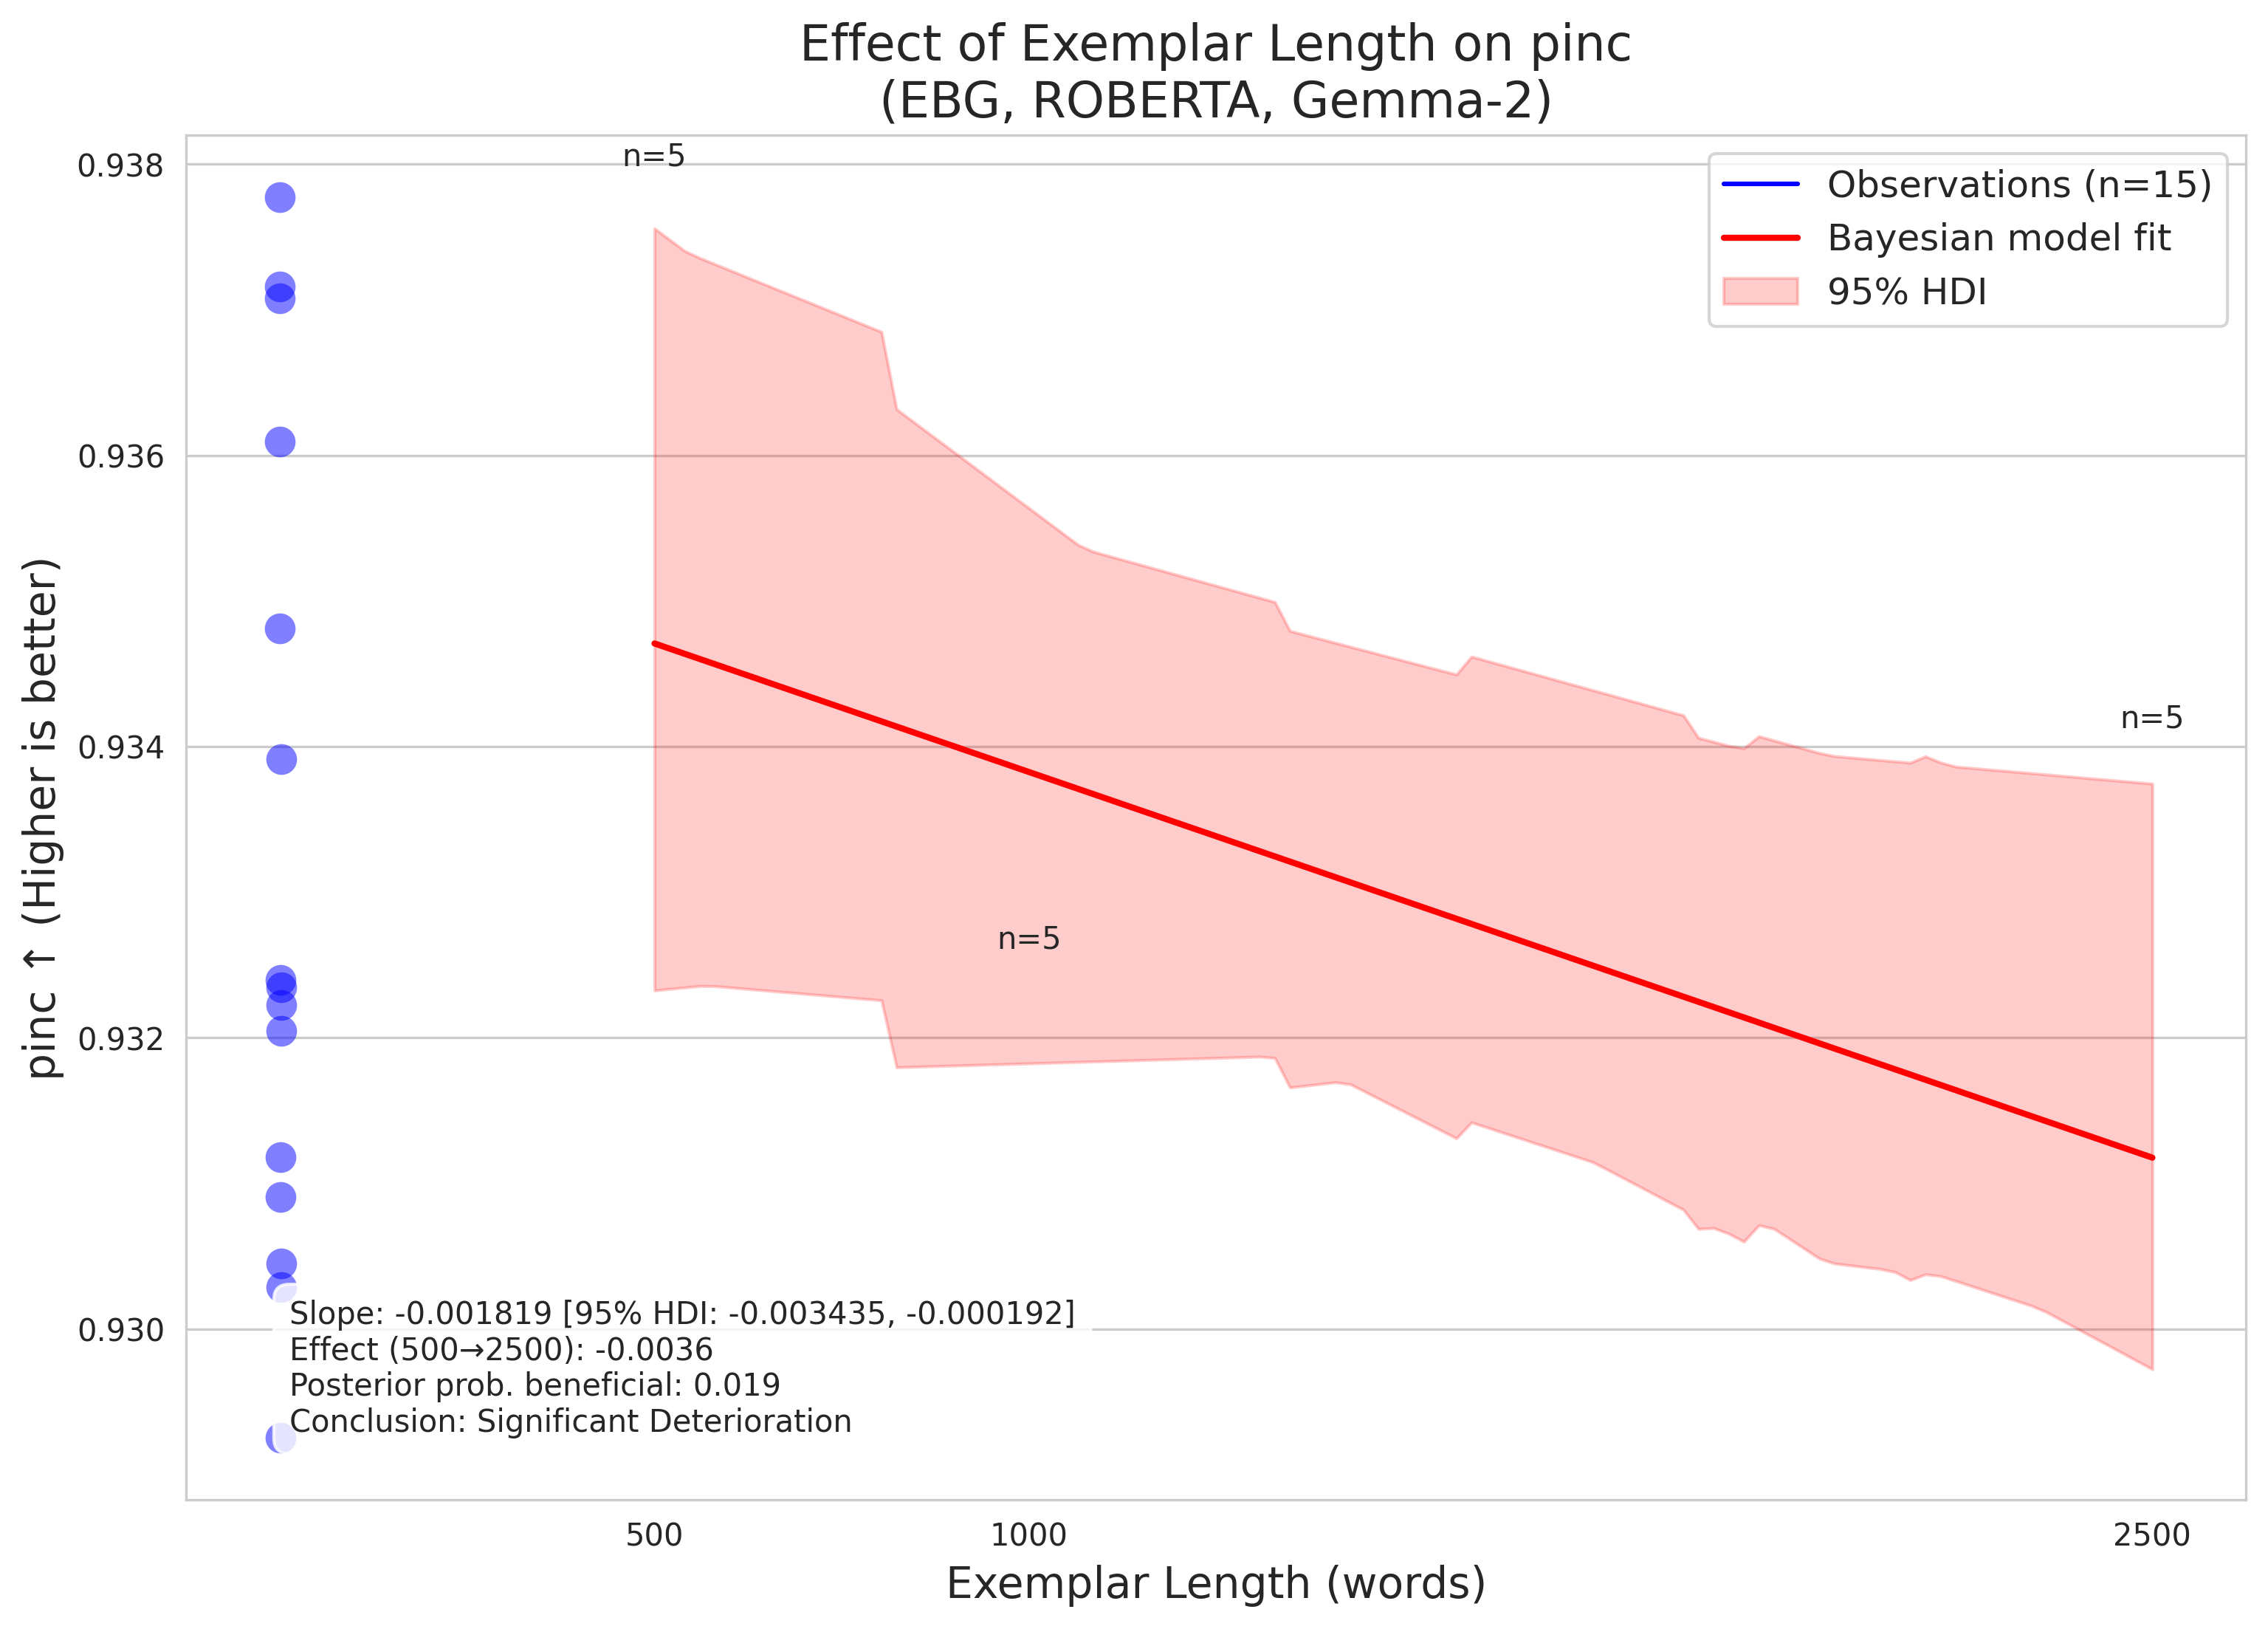 Effect of Exemplar Length on pinc
(EBG, ROBERTA, Gemma-2)
Observations (n=15)
Bayesian model fit
95% HDI
n=5
n=5
n=5
pinc ↑ (Higher is better)
0.938
0.936
0.934
0.932
0.930
Slope: -0.001819 [95% HDI: -0.003435, -0.000192]
Effect (500→2500): -0.0036
Posterior prob. beneficial: 0.019
Conclusion: Significant Deterioration
500
1000
2500
Exemplar Length (words)